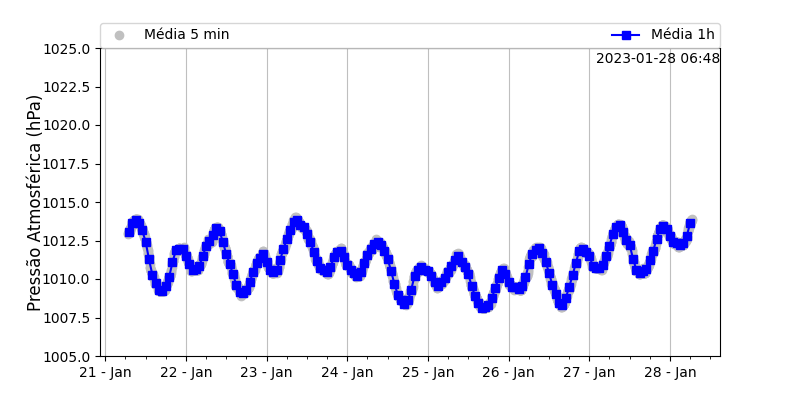 Média 5 min
Média 1h
2023-01-28 06:48
Pressão Atmosférica (hPa)
1025.0
1022.5
1020.0
1017.5
1015.0
1012.5
1010.0
1007.5
1005.0
21 - Jan
22 - Jan
23 - Jan
24 - Jan
25 - Jan
26 - Jan
27 - Jan
28 - Jan